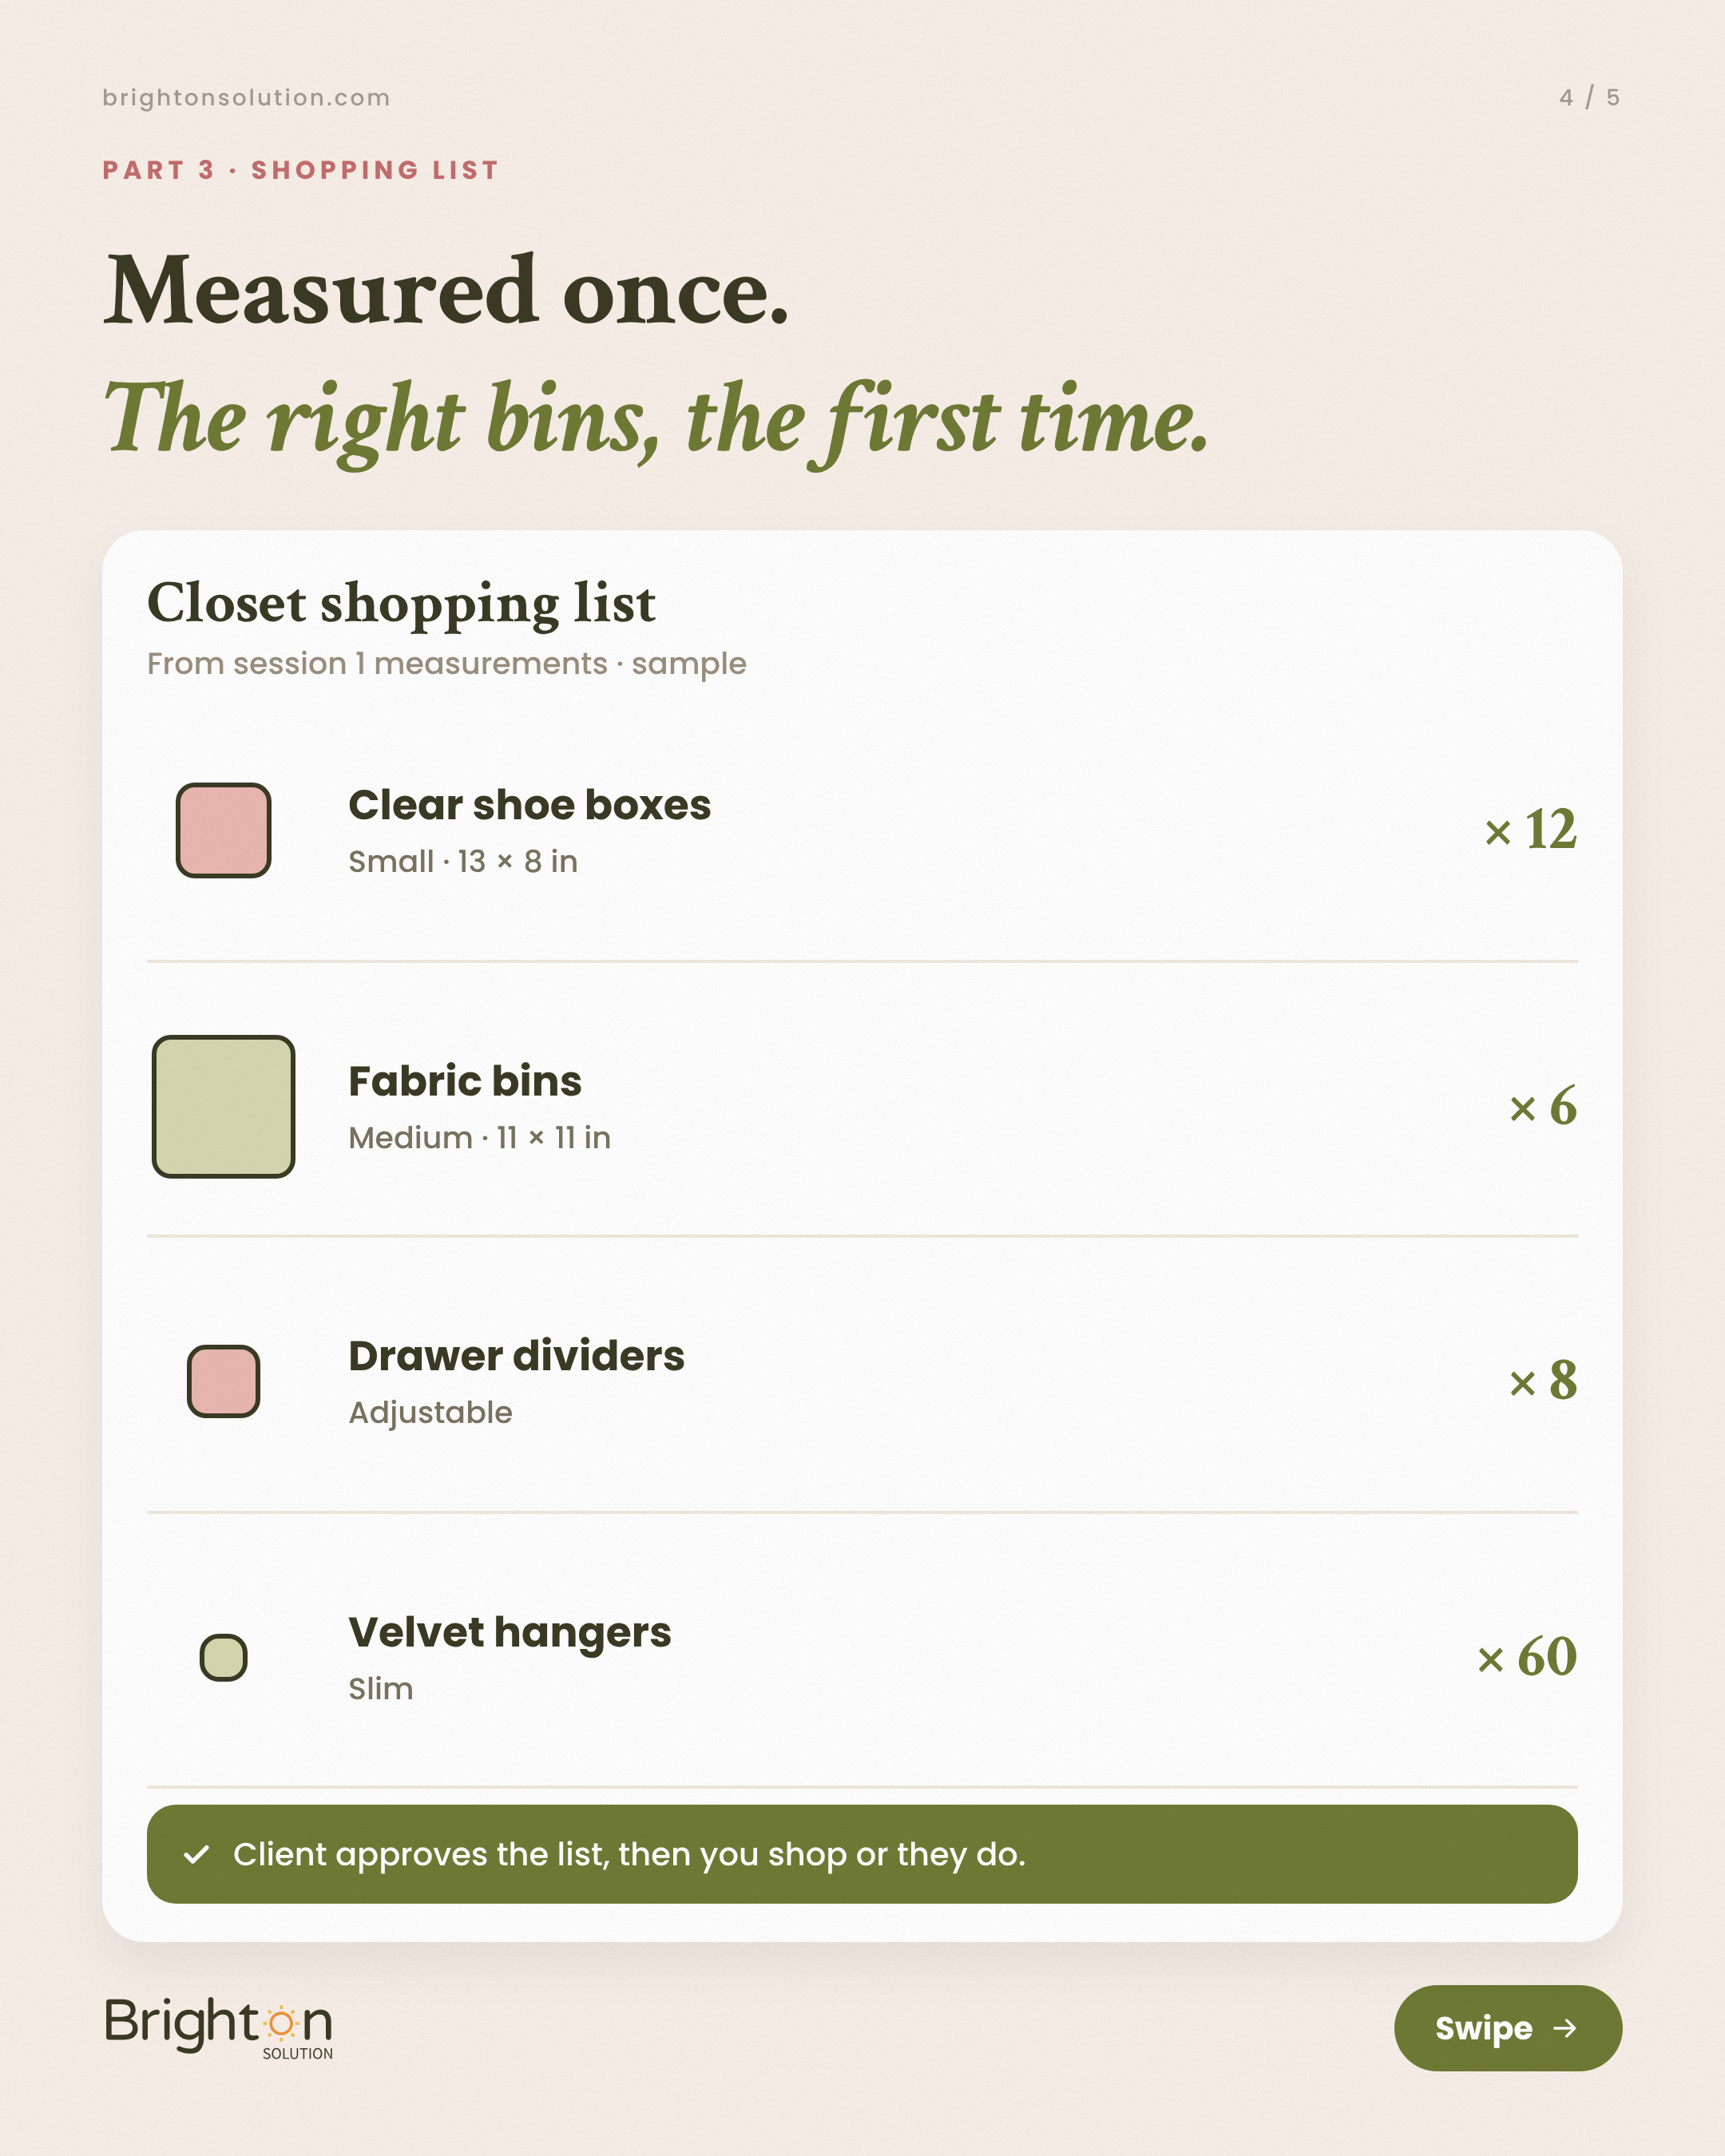 brightonsolution.com
4 / 5
PART 3 · SHOPPING LIST
Measured once.
The right bins, the first time.
Closet shopping list
From session 1 measurements · sample
Clear shoe boxes
Small · 13 × 8 in
× 12
Fabric bins
Medium · 11 × 11 in
× 6
Drawer dividers
Adjustable
× 8
Velvet hangers
Slim
× 60
✓ Client approves the list, then you shop or they do.
Brighton
SOLUTION
Swipe →